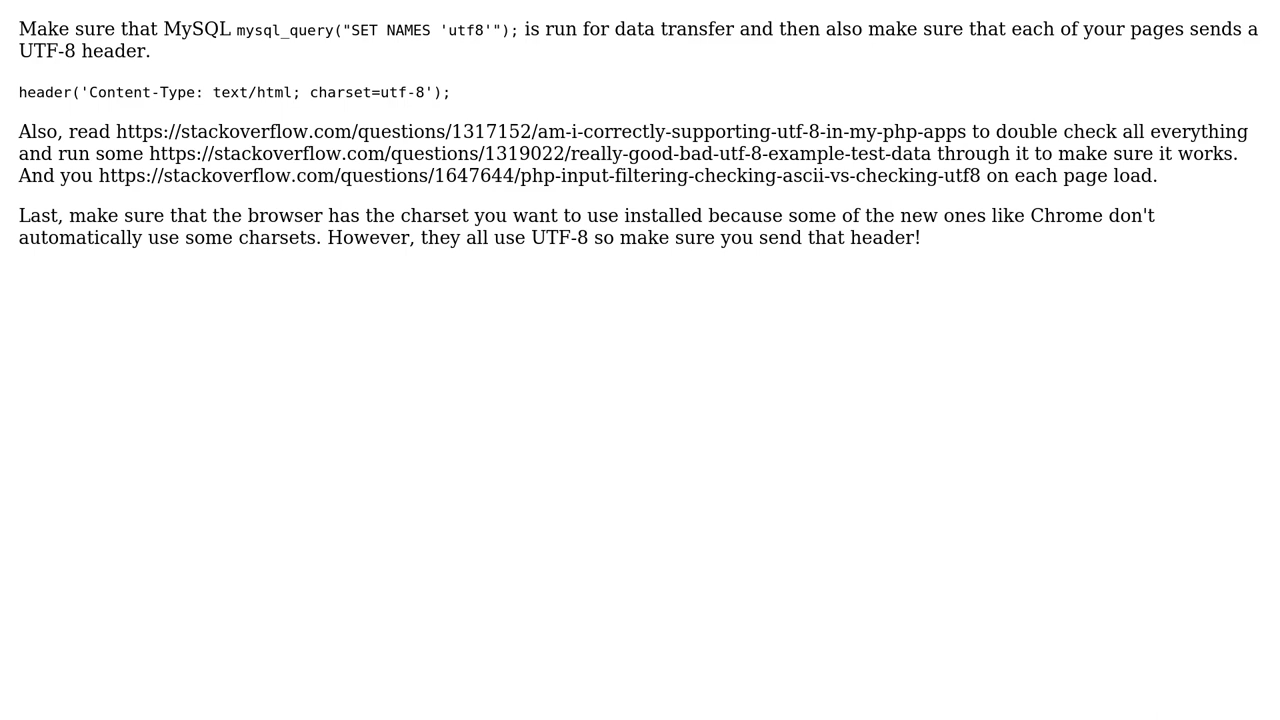 Make sure that MySQL mysql_query("SET NAMES 'utf8'"); is run for data transfer and then also make sure that each of your pages sends a
UTF-8 header.
header('Content-Type: text/html; charset=utf-8');
Also, read https://stackoverflow.com/questions/1317152/am-i-correctly-supporting-utf-8-in-my-php-apps to double check all everything
and run some https://stackoverflow.com/questions/1319022/really-good-bad-utf-8-example-test-data through it to make sure it works.
And you https://stackoverflow.com/questions/1647644/php-input-filtering-checking-ascii-vs-checking-utf8 on each page load.
Last, make sure that the browser has the charset you want to use installed because some of the new ones like Chrome don't
automatically use some charsets. However, they all use UTF-8 so make sure you send that header!